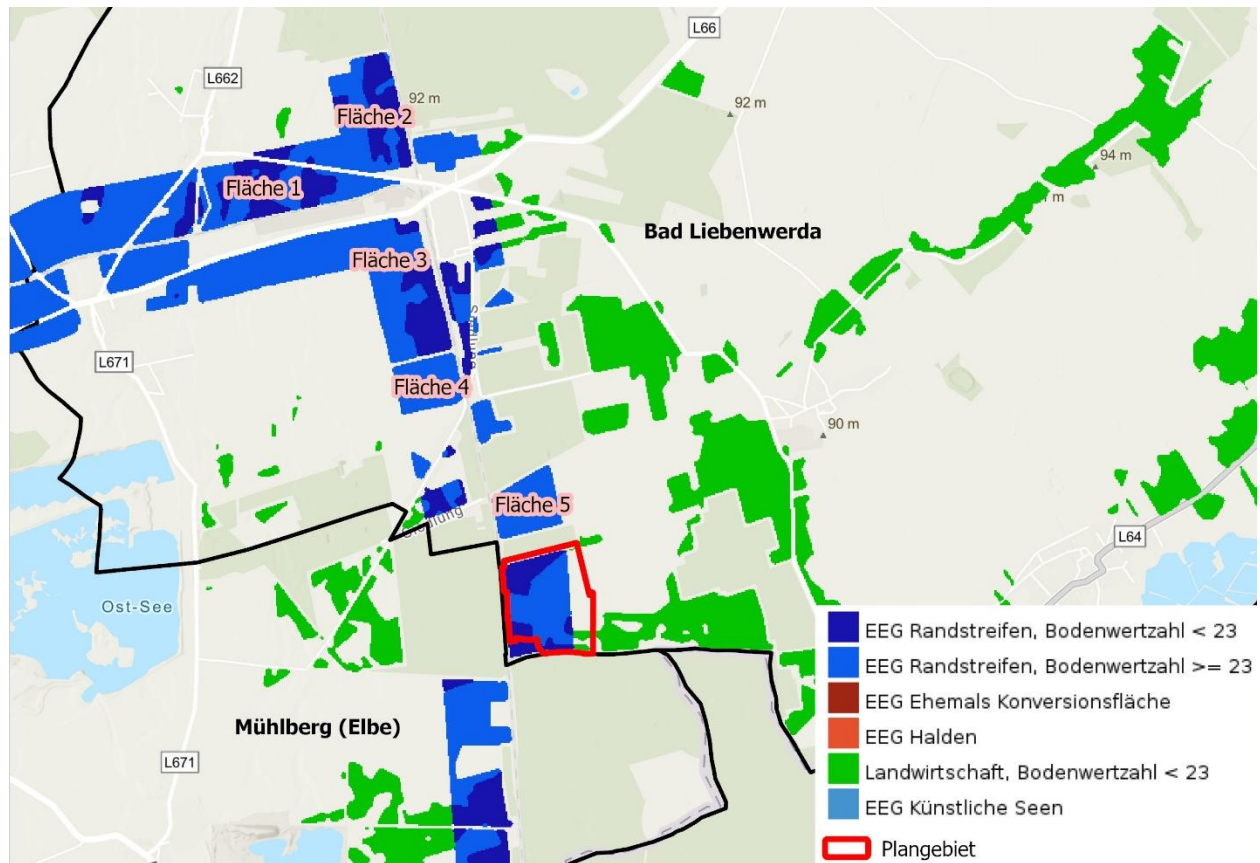 L66
L662
92 m
Fläche 2
92 m
94 m
Fläche 1
Bad Liebenwerda
Fläche 3
L671
Fläche 4
90 m
Fläche 5
L64
Ost-See
EEG Randstreifen, Bodenwertzahl < 23
EEG Randstreifen, Bodenwertzahl >= 23
EEG Ehemals Konversionsfläche
EEG Halden
Landwirtschaft, Bodenwertzahl < 23
EEG Künstliche Seen
Plangebiet
Mühlberg (Elbe)
L671